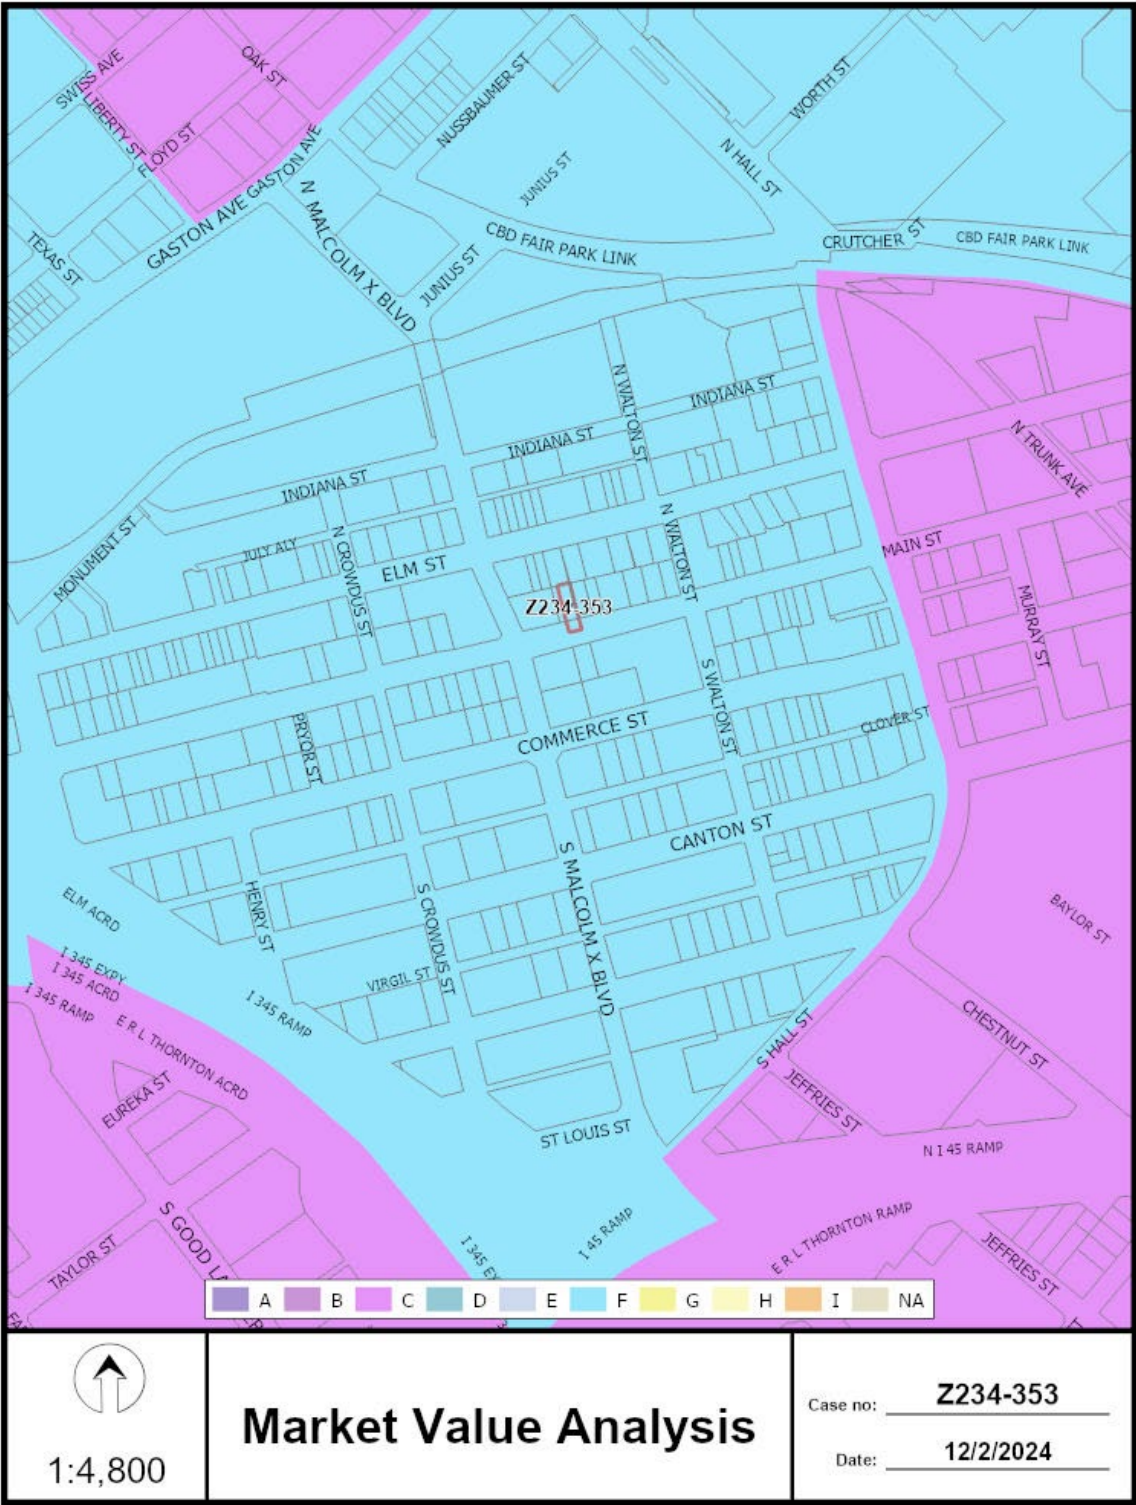 SWISS AVE
OAK ST
LIBERTY ST
FLOYD ST
NUSSBAUMER ST
WORTH ST
N HALL ST
JUNIUS ST
GASTON AVE
GASTON AVE
N MALCOLM X BLVD
TEXAS ST
CBD FAIR PARK LINK
CRUTCHER ST
CBD FAIR PARK LINK
JUNIUS ST
N WALTON ST
INDIANA ST
INDIANA ST
N TRUNK AVE
INDIANA ST
MONUMENT ST
JULY ALY
N CROWDUS ST
ELM ST
N WALTON ST
MAIN ST
Z234-353
MURRAY ST
S WALTON ST
PRYOR ST
COMMERCE ST
CLOVER ST
CANTON ST
S MALCOLM X BLVD
HENRY ST
S CROWDUS ST
ELM ACRD
BAYLOR ST
I 345 EXPY
I 345 ACRD
I 345 RAMP
VIRGIL ST
I 345 RAMP
E R L THORNTON ACRD
CHESTNUT ST
S HALL ST
EUREKA ST
JEFFRIES ST
ST LOUIS ST
N I 45 RAMP
S GOOD LA
TAYLOR ST
I 345 EX
I 45 RAMP
E R L THORNTON RAMP
JEFFRIES ST
A B C D E F G H I NA
1:4,800
Market Value Analysis
Case no: Z234-353
Date: 12/2/2024